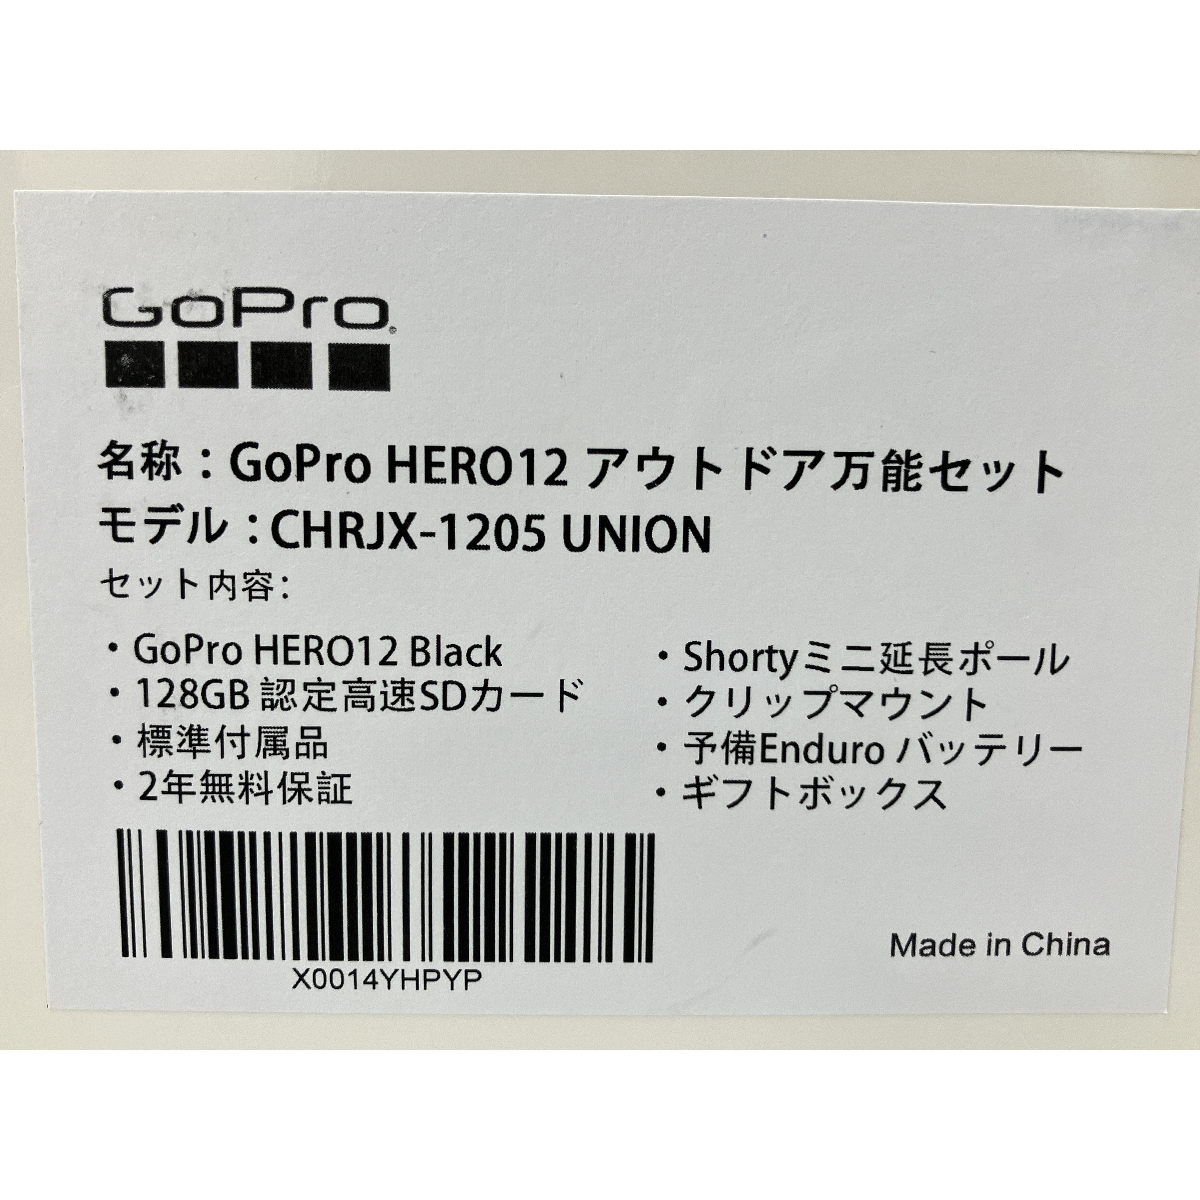 GoPro
名称：GoPro HERO12 アウトドア万能セット
モデル：CHRJX-1205 UNION
セット内容：
・GoPro HERO12 Black
・128GB 認定高速SDカード
・標準付属品
・2年無料保証
・Shortyミニ延長ポール
・クリップマウント
・予備Enduro バッテリー
・ギフトボックス
X0014YHPYP
Made in China